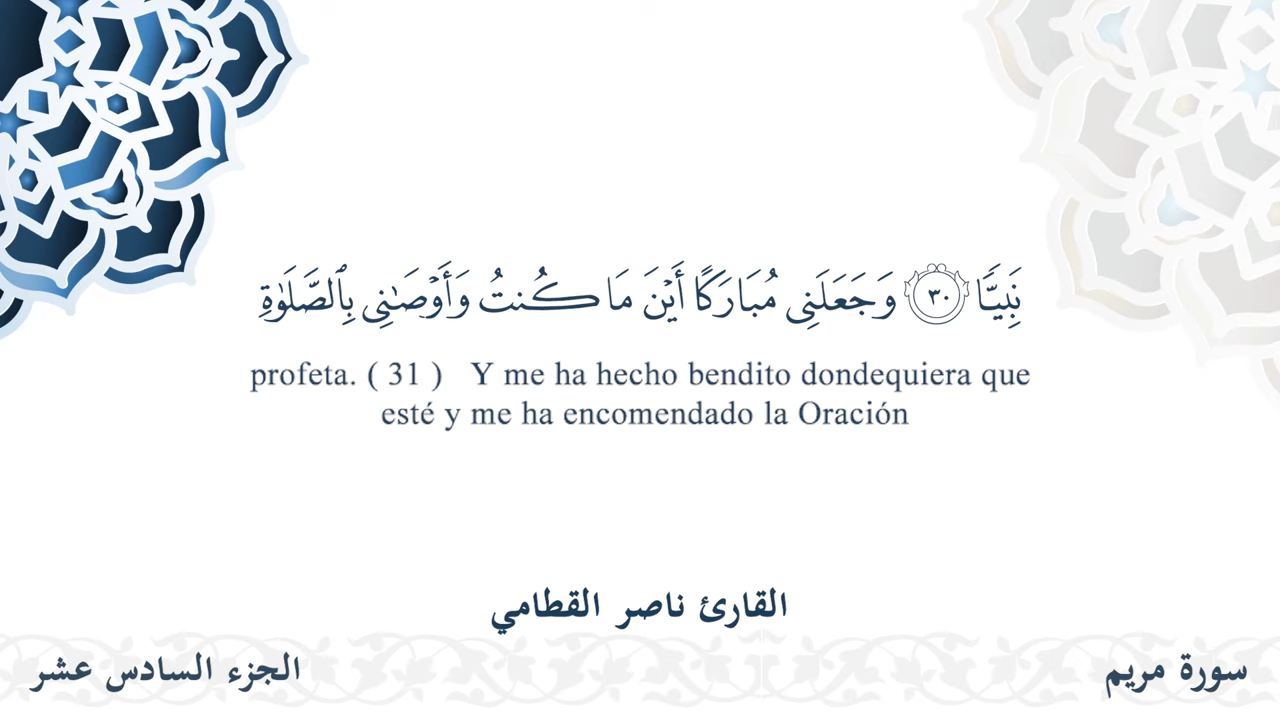 نَبِيًّا ٣٠ وَجَعَلَنِى مُبَارَكًا أَيْنَ مَا كُنتُ وَأَوْصَـٰنِى بِٱلصَّلَوٰةِ
profeta. ( 31 ) Y me ha hecho bendito dondequiera que
esté y me ha encomendado la Oración
القارئ ناصر القطامي
سورة مريم
الجزء السادس عشر